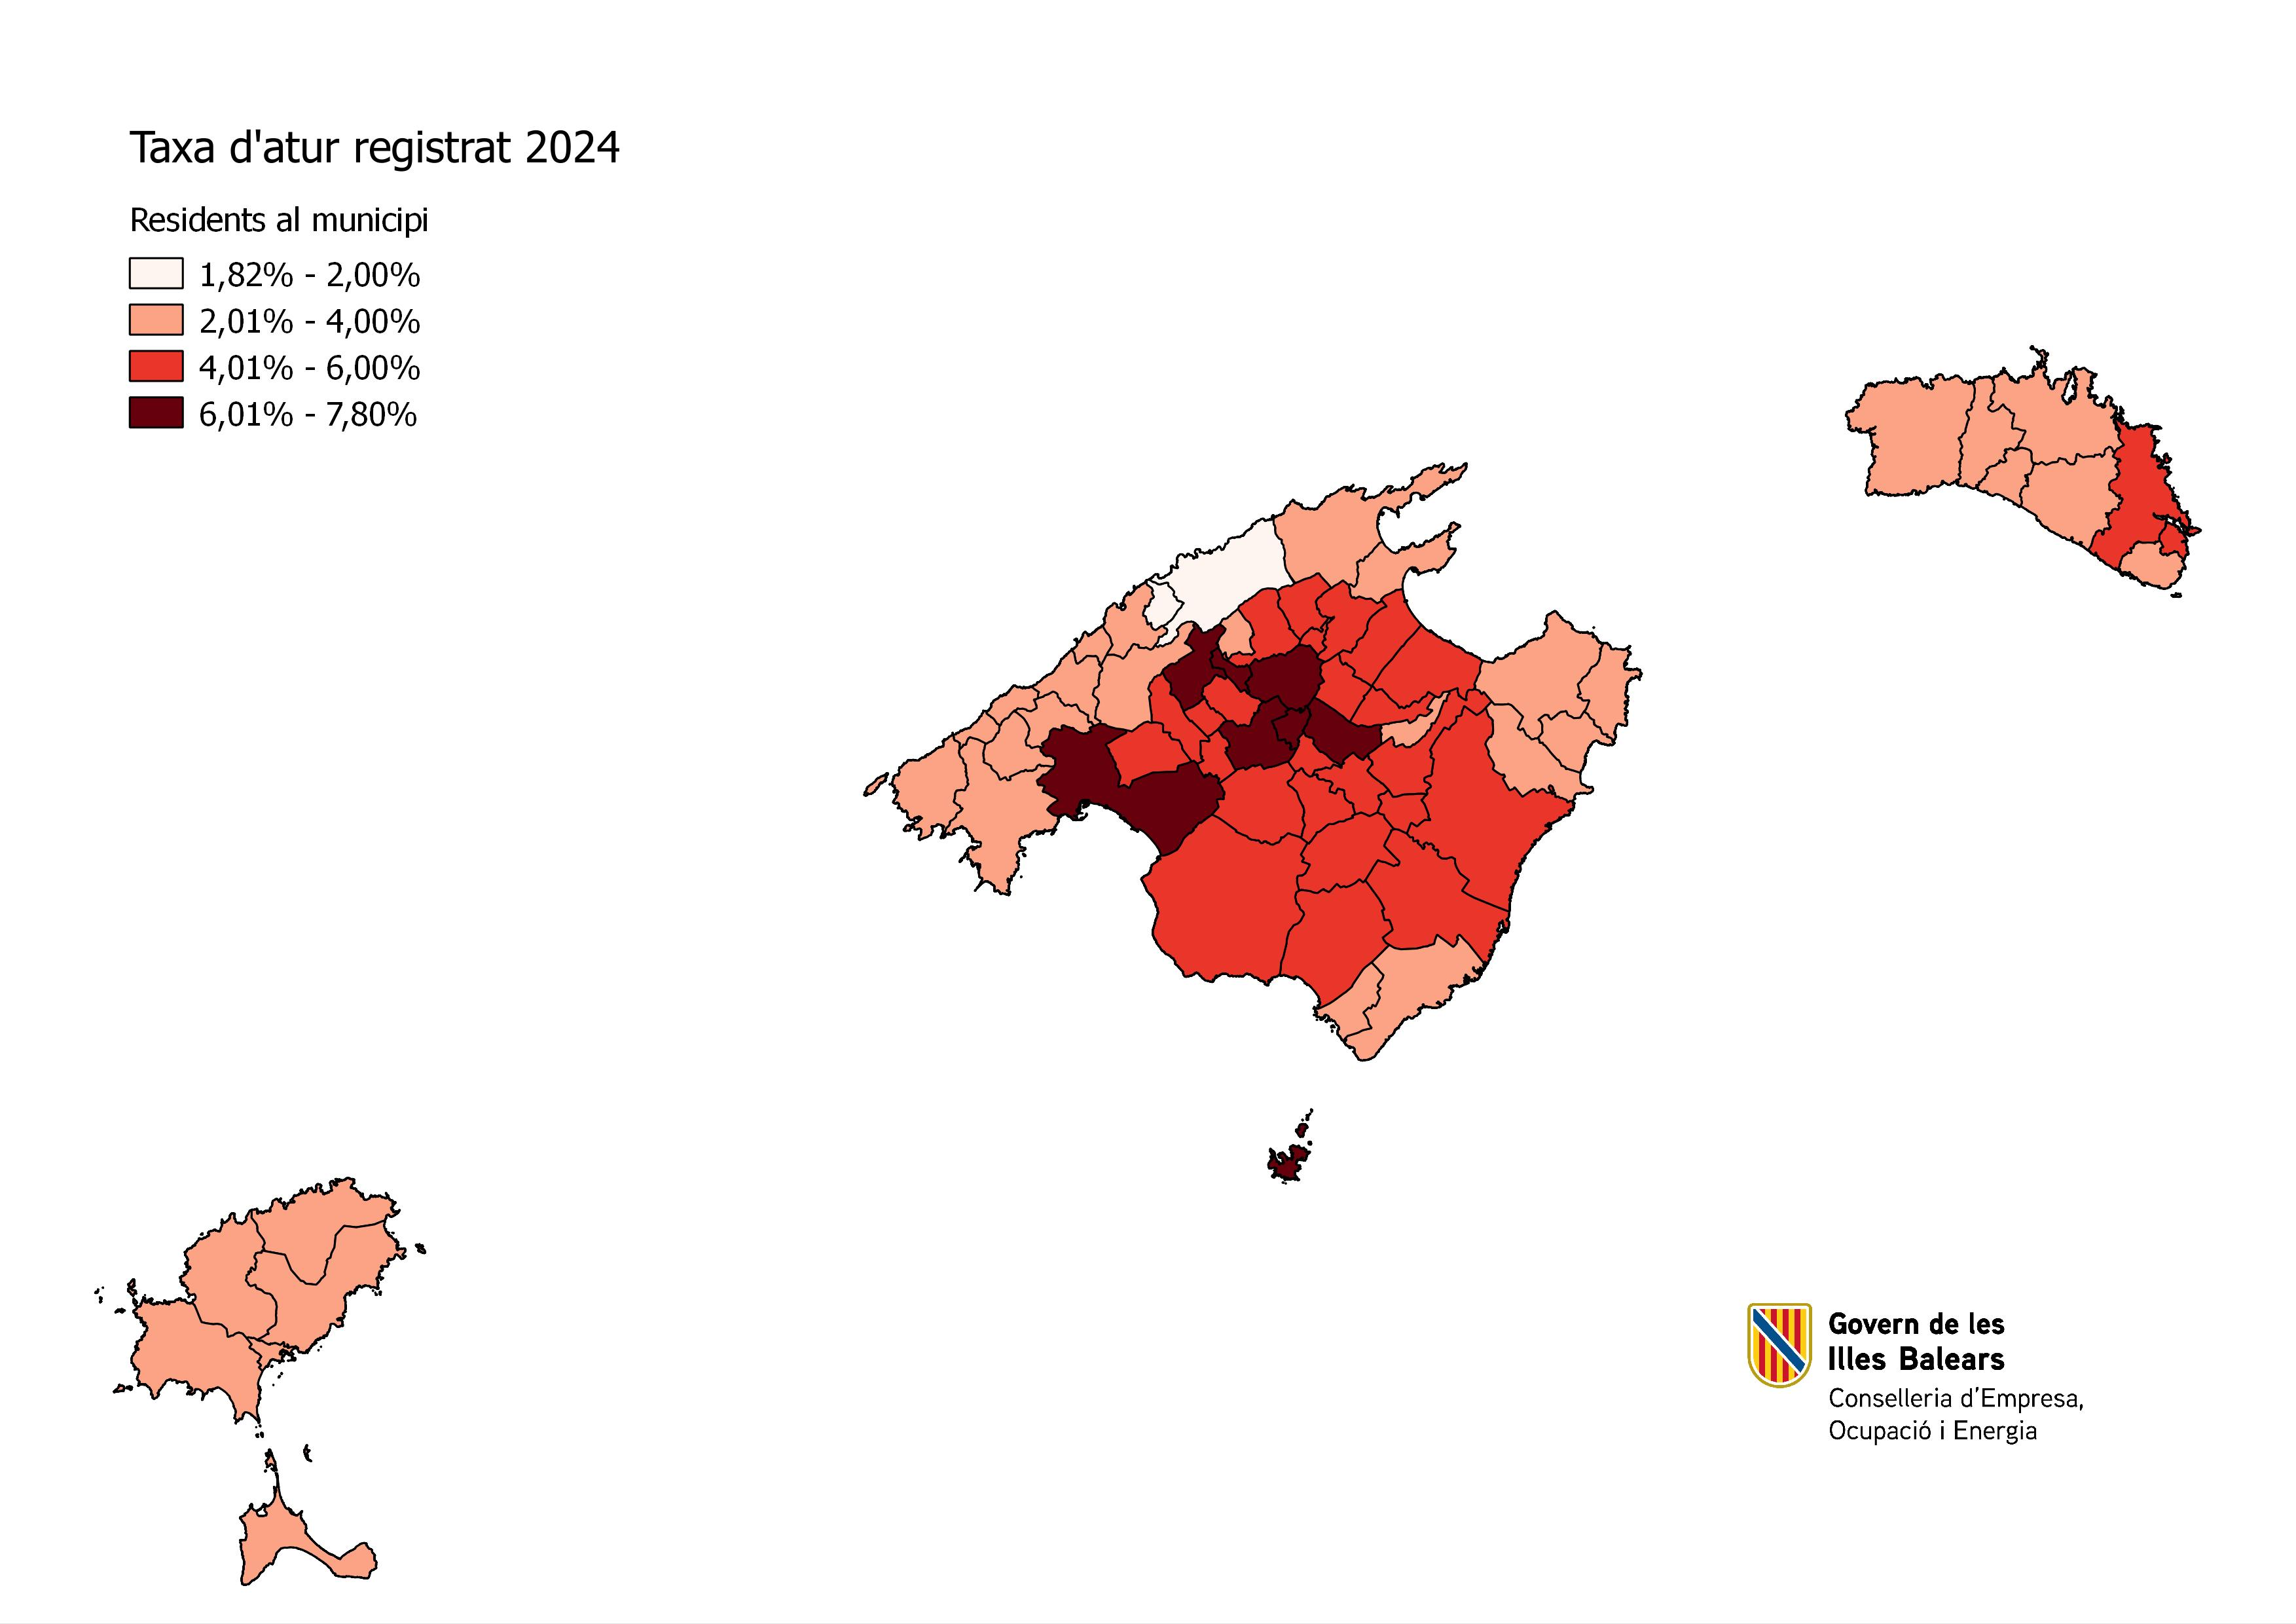 Taxa d'atur registrat 2024
Residents al municipi
1,82% - 2,00%
2,01% - 4,00%
4,01% - 6,00%
6,01% - 7,80%
Govern de les
Illes Balears
Conselleria d'Empresa,
Ocupació i Energia